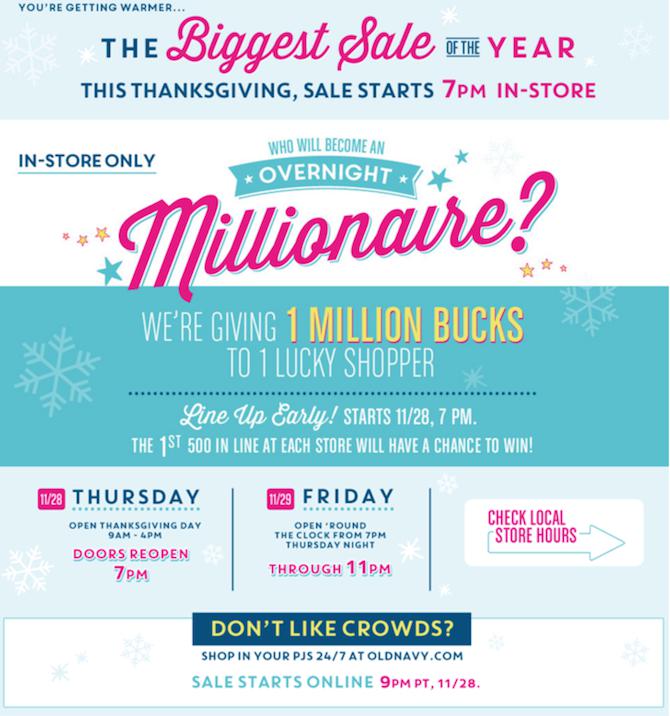 YOU'RE GETTING WARMER...
THE Biggest Sale OF THE YEAR
THIS THANKSGIVING, SALE STARTS 7PM IN-STORE
IN-STORE ONLY
WHO WILL BECOME AN
OVERNIGHT
Millionaire?
WE'RE GIVING 1 MILLION BUCKS
TO 1 LUCKY SHOPPER
Line Up Early! STARTS 11/28, 7 PM.
THE 1ST 500 IN LINE AT EACH STORE WILL HAVE A CHANCE TO WIN!
11/28 THURSDAY
OPEN THANKSGIVING DAY
9AM - 4PM
DOORS REOPEN
7PM
11/29 FRIDAY
OPEN 'ROUND
THE CLOCK FROM 7PM
THURSDAY NIGHT
THROUGH 11PM
CHECK LOCAL
STORE HOURS
DON'T LIKE CROWDS?
SHOP IN YOUR PJS 24/7 AT OLDNAVY.COM
SALE STARTS ONLINE 9PM PT, 11/28.